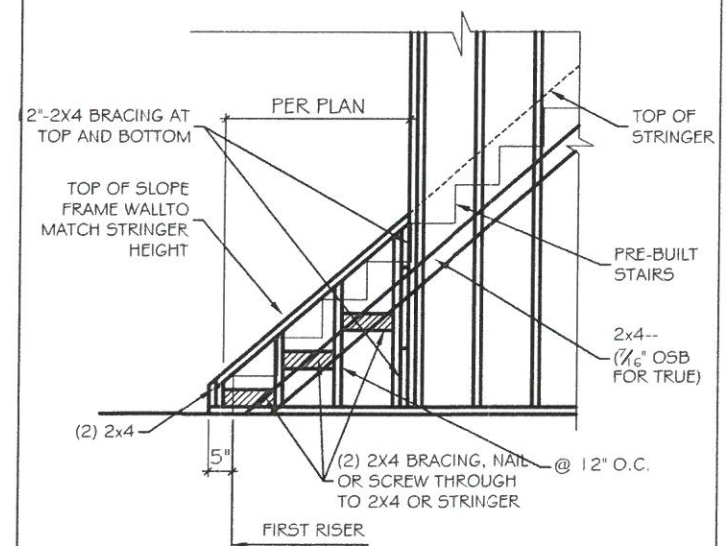 PER PLAN
12"-2X4 BRACING AT
TOP AND BOTTOM
TOP OF
STRINGER
TOP OF SLOPE
FRAME WALLTO
MATCH STRINGER
HEIGHT
PRE-BUILT
STAIRS
2x4--
(7/16" OSB
FOR TRUE)
(2) 2x4
5"
(2) 2X4 BRACING, NAIL
OR SCREW THROUGH
TO 2X4 OR STRINGER
@ 12" O.C.
FIRST RISER